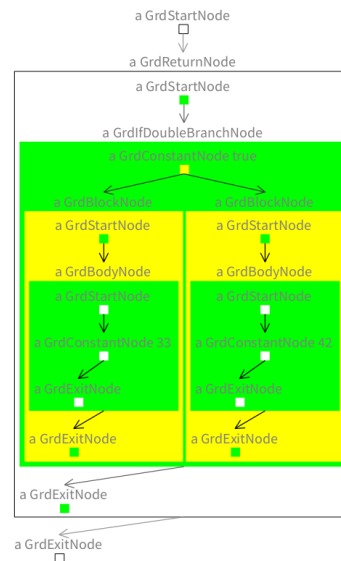 a GrdStartNode
a GrdReturnNode
a GrdStartNode
a GrdIfDoubleBranchNode
a GrdConstantNode true
a GrdBlockNode a GrdBlockNode
a GrdStartNode a GrdStartNode
a GrdBodyNode a GrdBodyNode
a GrdStartNode a GrdStartNode
a GrdConstantNode 33 a GrdConstantNode 42
a GrdExitNode a GrdExitNode
a GrdExitNode a GrdExitNode
a GrdExitNode
a GrdExitNode